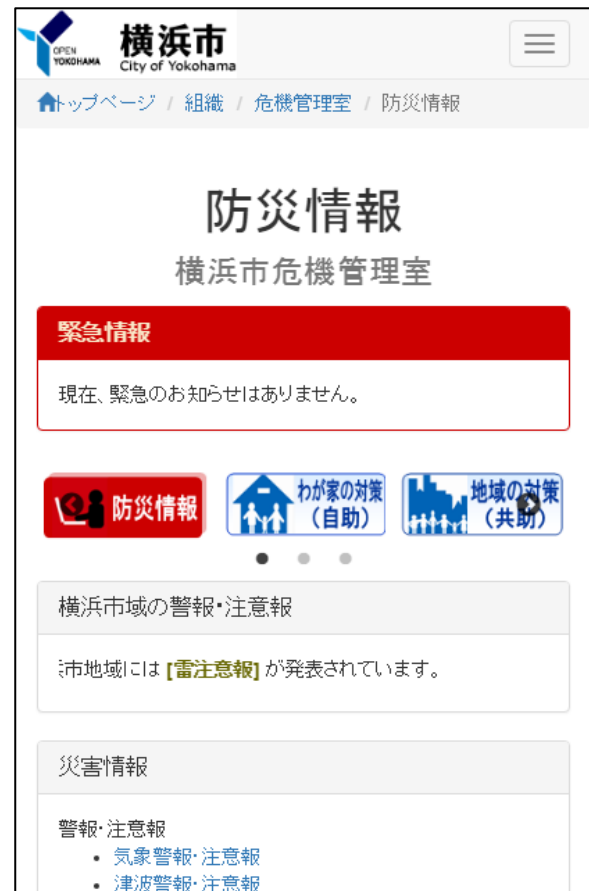 OPEN
YOKOHAMA
横浜市
City of Yokohama
トップページ / 組織 / 危機管理室 / 防災情報
防災情報
横浜市危機管理室
緊急情報
現在、緊急のお知らせはありません。
防災情報
わが家の対策
（自助）
地域の対策
（共助）
横浜市域の警報・注意報
市地域には [雷注意報] が発表されています。
災害情報
警報・注意報
• 気象警報・注意報
• 津波警報・注意報